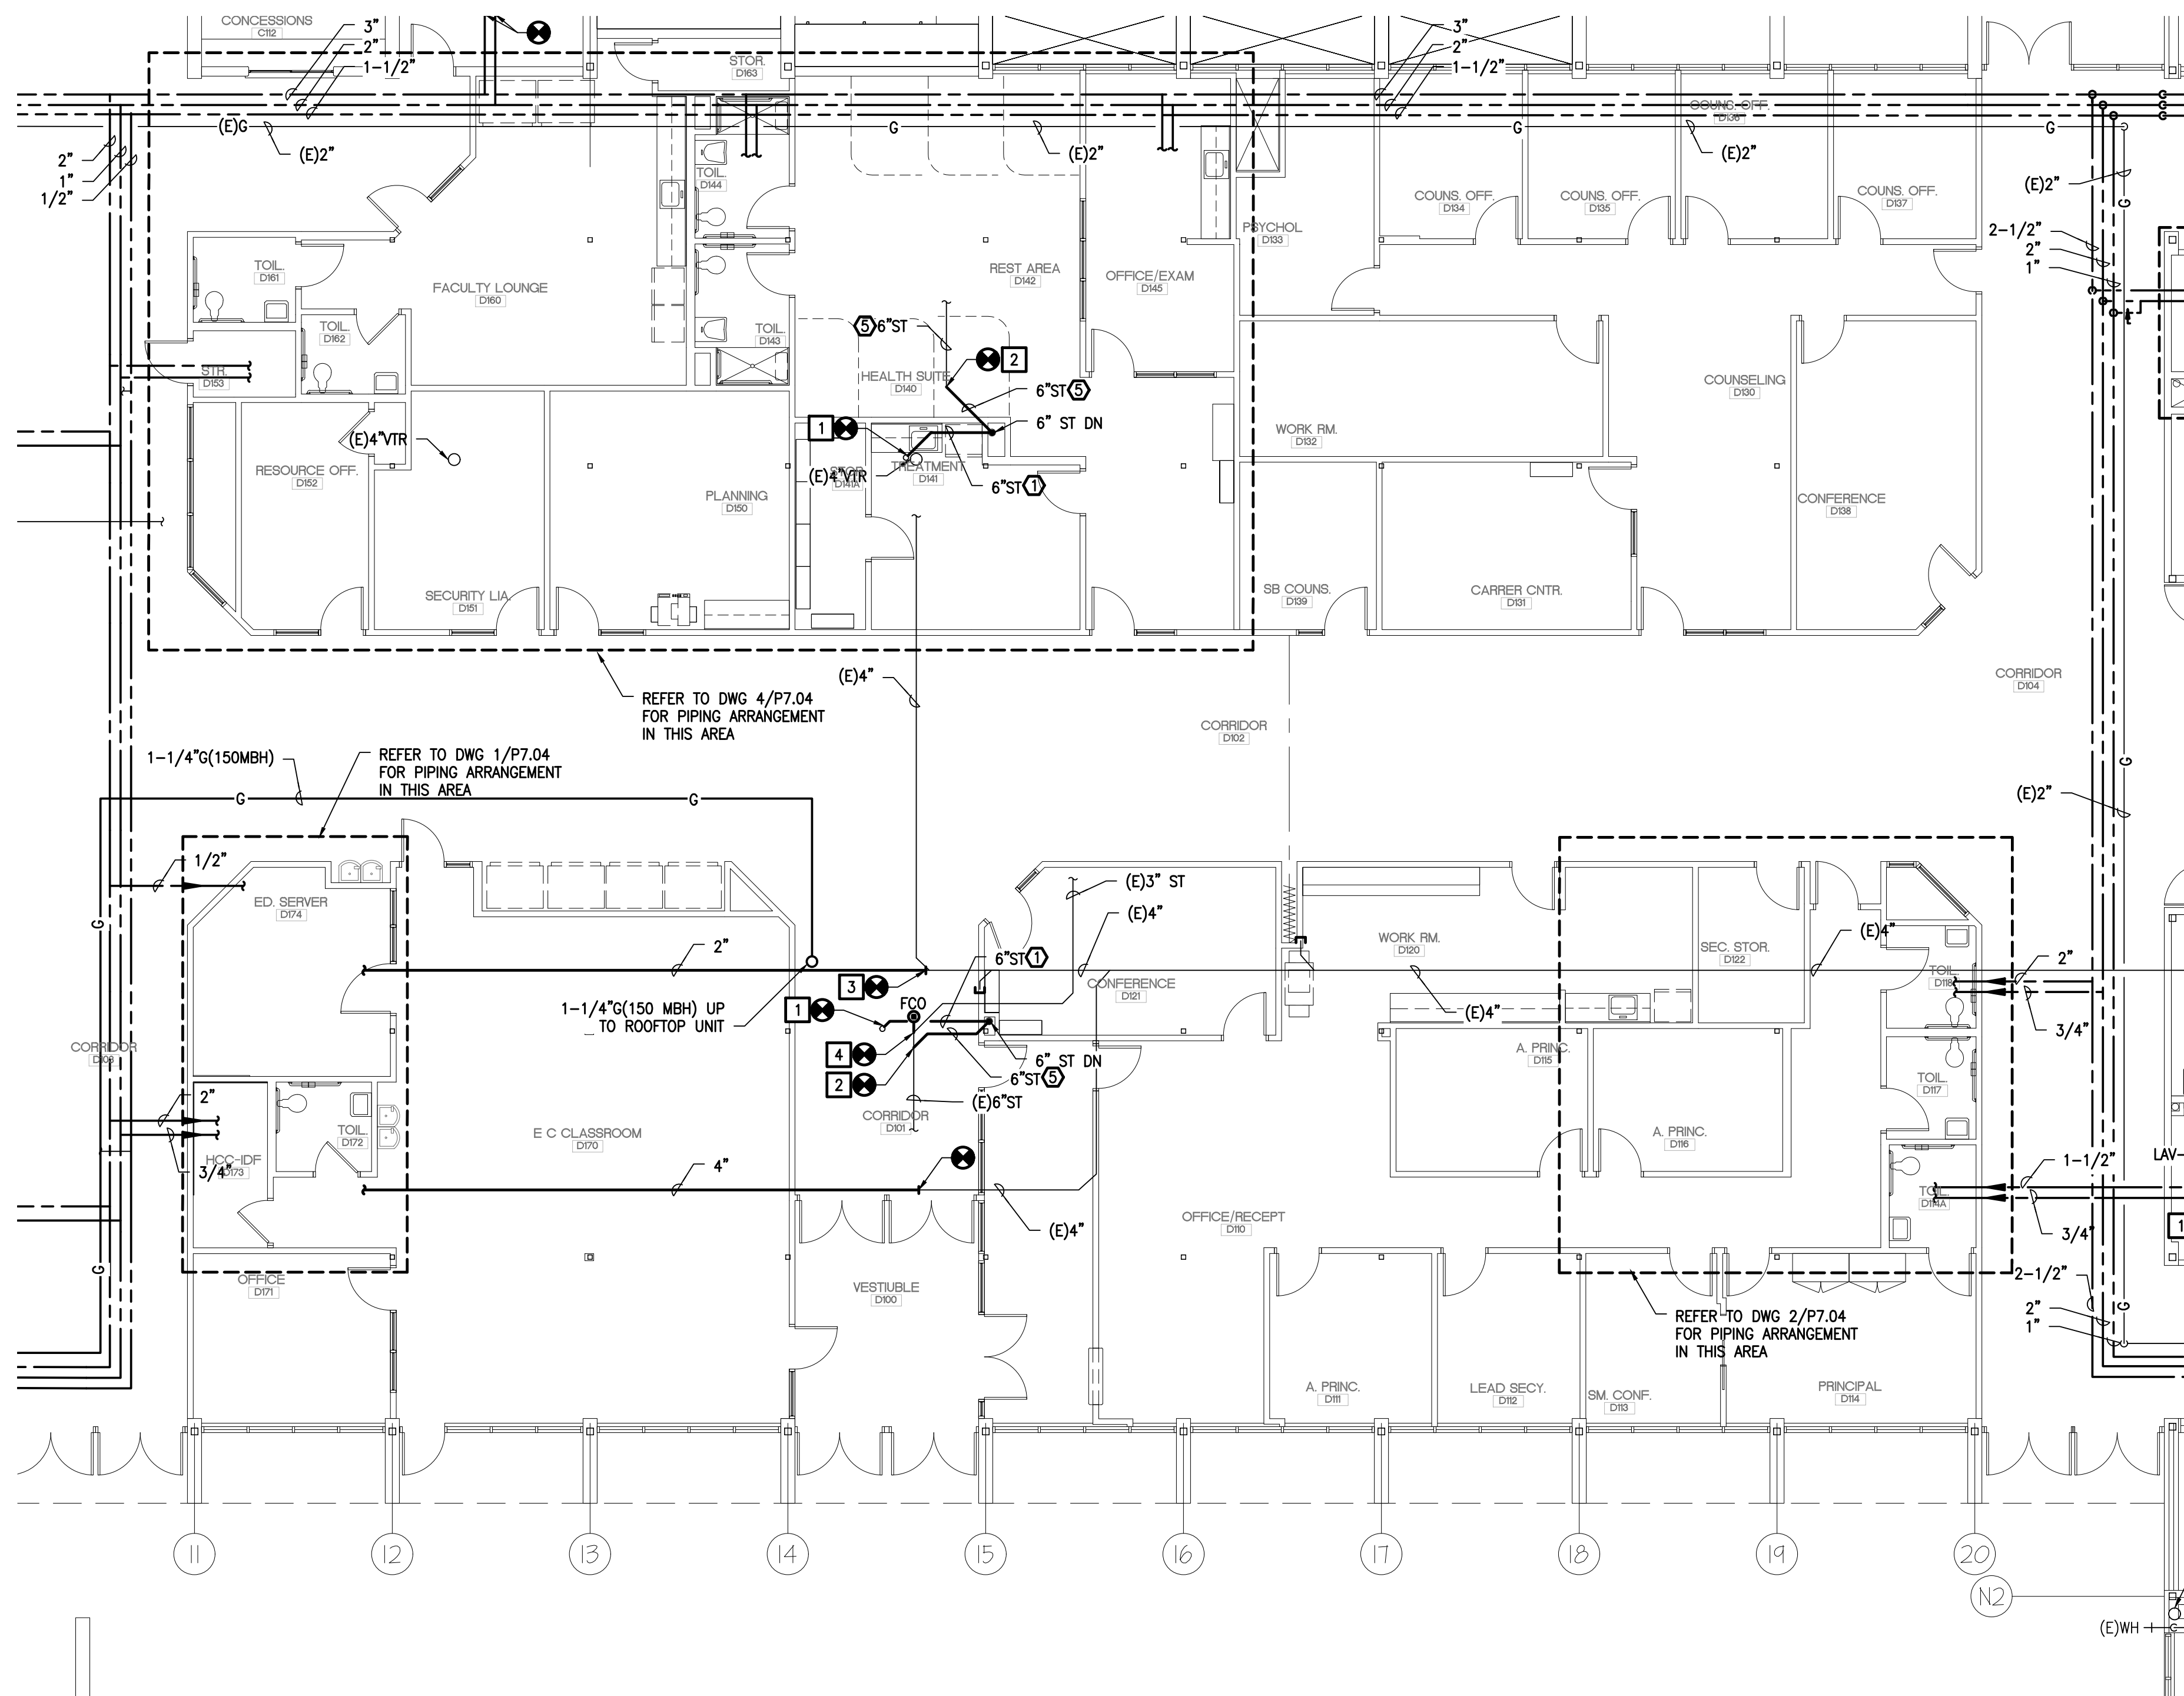 CONCESSIONS
C112
3"
2"
1-1/2"
STOR.
D163
3"
2"
1-1/2"
COUNS. OFF.
D136
(E)G
G
G
G
(E)2"
(E)2"
(E)2"
2"
1"
1/2"
TOIL.
D144
COUNS. OFF.
D134
COUNS. OFF.
D135
COUNS. OFF.
D137
(E)2"
G
PSYCHOL
D133
2-1/2"
2"
1"
TOIL.
D161
FACULTY LOUNGE
D160
REST AREA
D142
OFFICE/EXAM
D145
TOIL.
D162
TOIL.
D143
5 6"ST
2
STR.
D153
HEALTH SUITE
D140
6"ST 5
COUNSELING
D130
1
6" ST DN
(E)4"VTR
WORK RM.
D132
RESOURCE OFF.
D152
STOR.
D141A
TREATMENT
D141
(E)4"VTR
6"ST 1
PLANNING
D150
CONFERENCE
D138
SECURITY LIA.
D151
SB COUNS.
D139
CARRER CNTR.
D131
(E)4"
CORRIDOR
D104
REFER TO DWG 4/P7.04
FOR PIPING ARRANGEMENT
IN THIS AREA
CORRIDOR
D102
1-1/4"G(150MBH)
REFER TO DWG 1/P7.04
FOR PIPING ARRANGEMENT
IN THIS AREA
G
G
G
(E)2"
1/2"
ED. SERVER
D174
(E)3" ST
(E)4"
G
2"
WORK RM.
D120
SEC. STOR.
D122
(E)4"
6"ST 1
3
CONFERENCE
D121
TOIL.
D118
2"
FCO
1
1-1/4"G(150 MBH) UP
TO ROOFTOP UNIT
(E)4"
3/4"
CORRIDOR
D103
4
6" ST DN
A. PRINC.
D115
2
6"ST 5
TOIL.
D117
2"
(E)6"ST
CORRIDOR
D101
TOIL.
D172
E C CLASSROOM
D170
A. PRINC.
D116
HCC-IDF
D173
3/4"
4"
1-1/2"
LAV-
TOIL.
D114A
OFFICE/RECEPT
D110
(E)4"
3/4"
1
G
OFFICE
D171
VESTIUBLE
D100
2-1/2"
2"
1"
G
REFER TO DWG 2/P7.04
FOR PIPING ARRANGEMENT
IN THIS AREA
A. PRINC.
D111
LEAD SECY.
D112
SM. CONF.
D113
PRINCIPAL
D114
11
12
13
14
15
16
17
18
19
20
N2
(E)WH